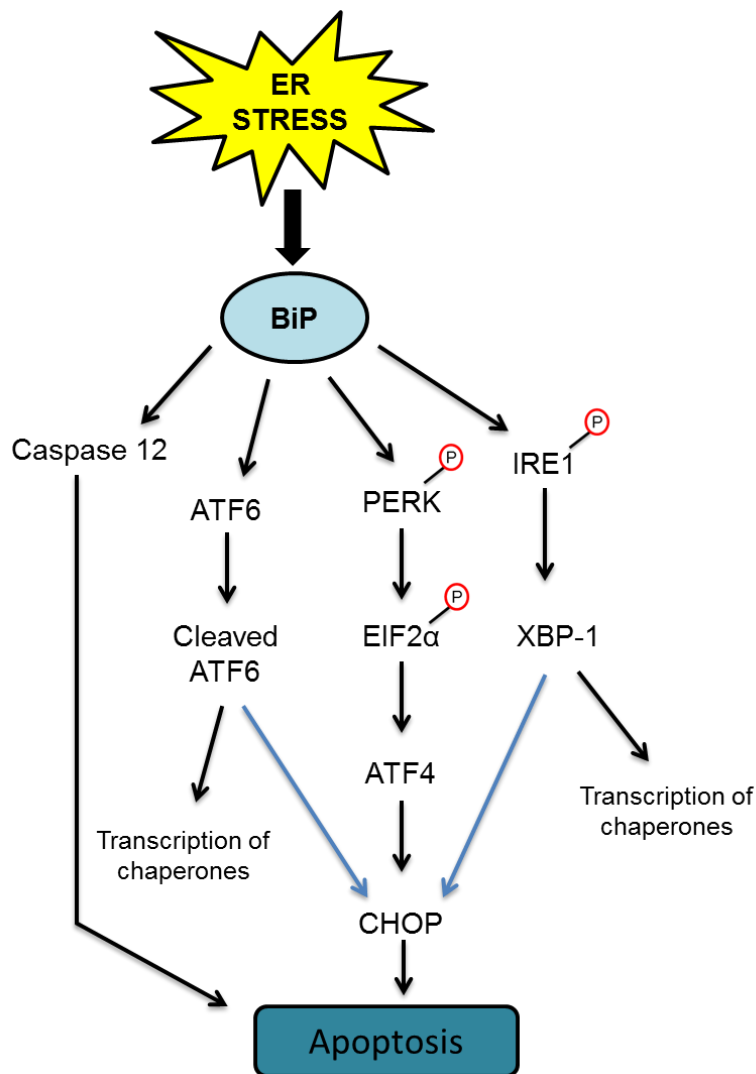 ER
STRESS
BiP
Caspase 12
P
IRE1
P
PERK
ATF6
P
EIF2α
Cleaved
ATF6
XBP-1
ATF4
Transcription of
chaperones
Transcription of
chaperones
CHOP
Apoptosis